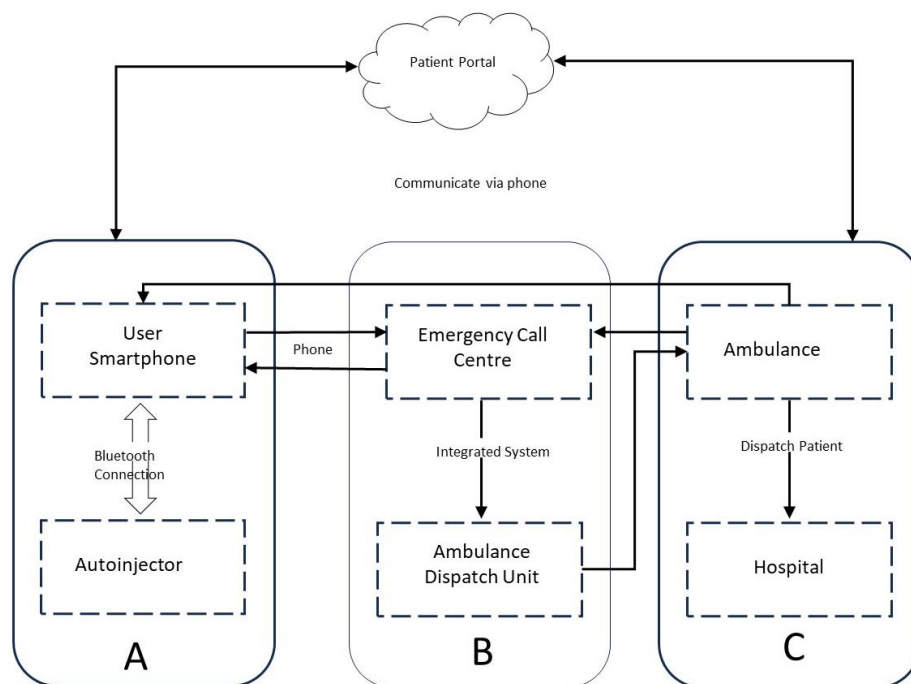 Patient Portal
Communicate via phone
User
Smartphone
Phone
Emergency Call
Centre
Ambulance
Bluetooth
Connection
Integrated System
Dispatch Patient
Autoinjector
Ambulance
Dispatch Unit
Hospital
A
B
C